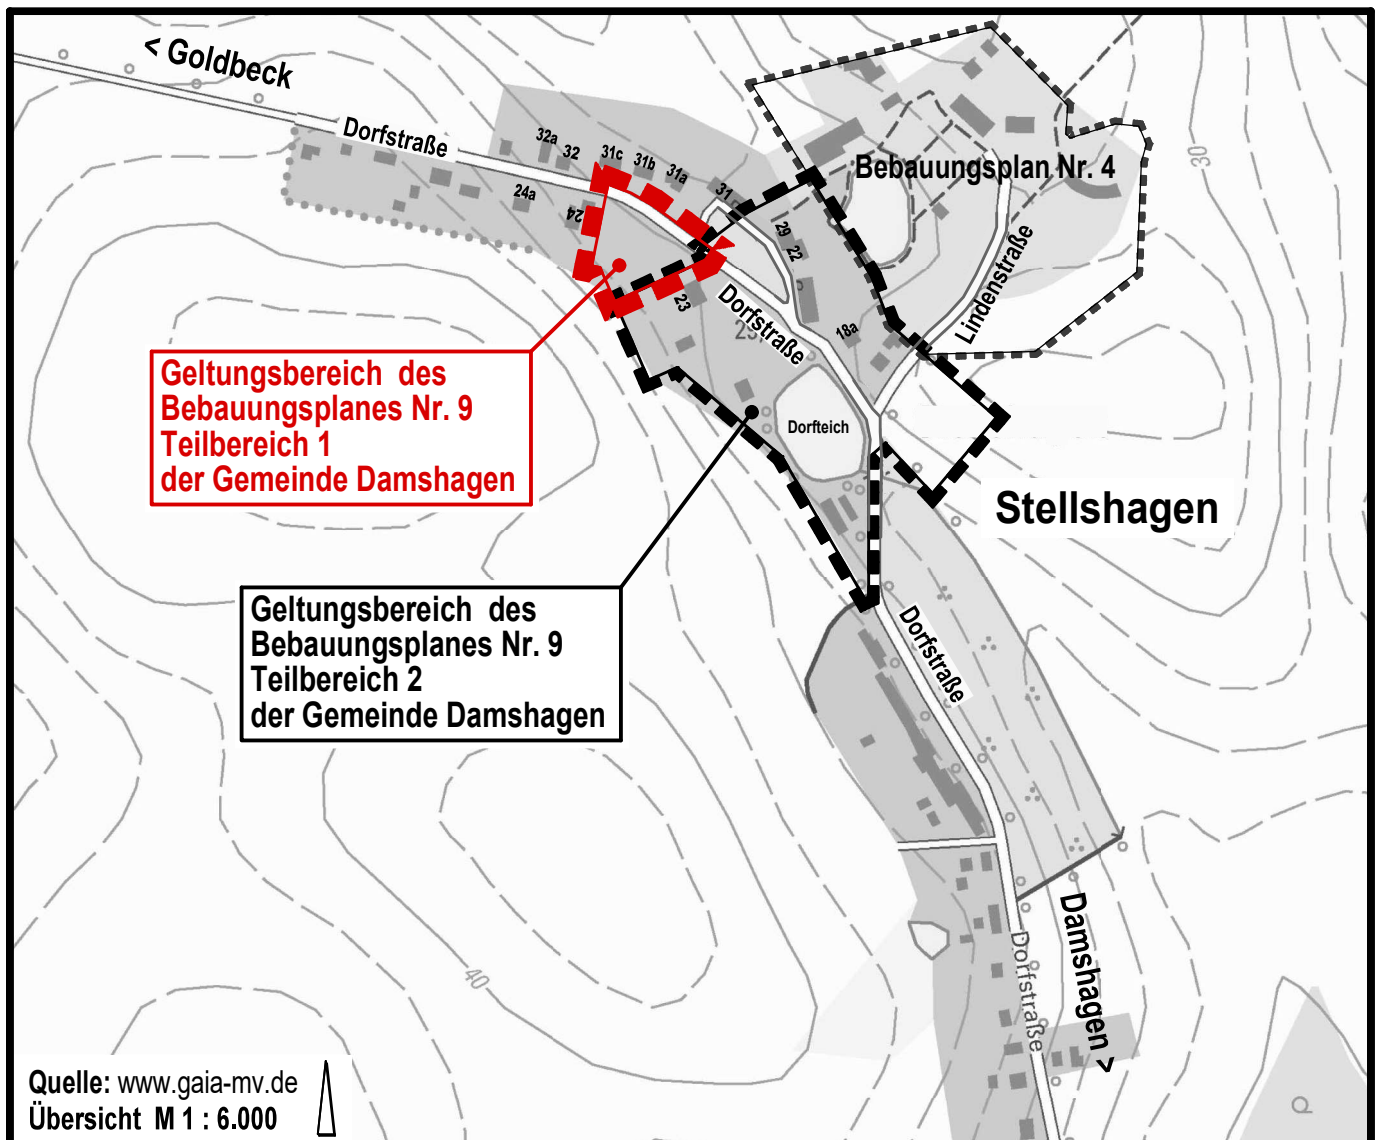 < Goldbeck
Dorfstraße
32a
32
31c
31b
31a
31
24a
24
29
22
23
18a
Bebauungsplan Nr. 4
30
Lindenstraße
Dorfstraße
Dorfteich
Geltungsbereich des
Bebauungsplanes Nr. 9
Teilbereich 1
der Gemeinde Damshagen
Stellshagen
Geltungsbereich des
Bebauungsplanes Nr. 9
Teilbereich 2
der Gemeinde Damshagen
Dorfstraße
40
Damshagen >
Dorfstraße
Quelle: www.gaia-mv.de
Übersicht M 1 : 6.000